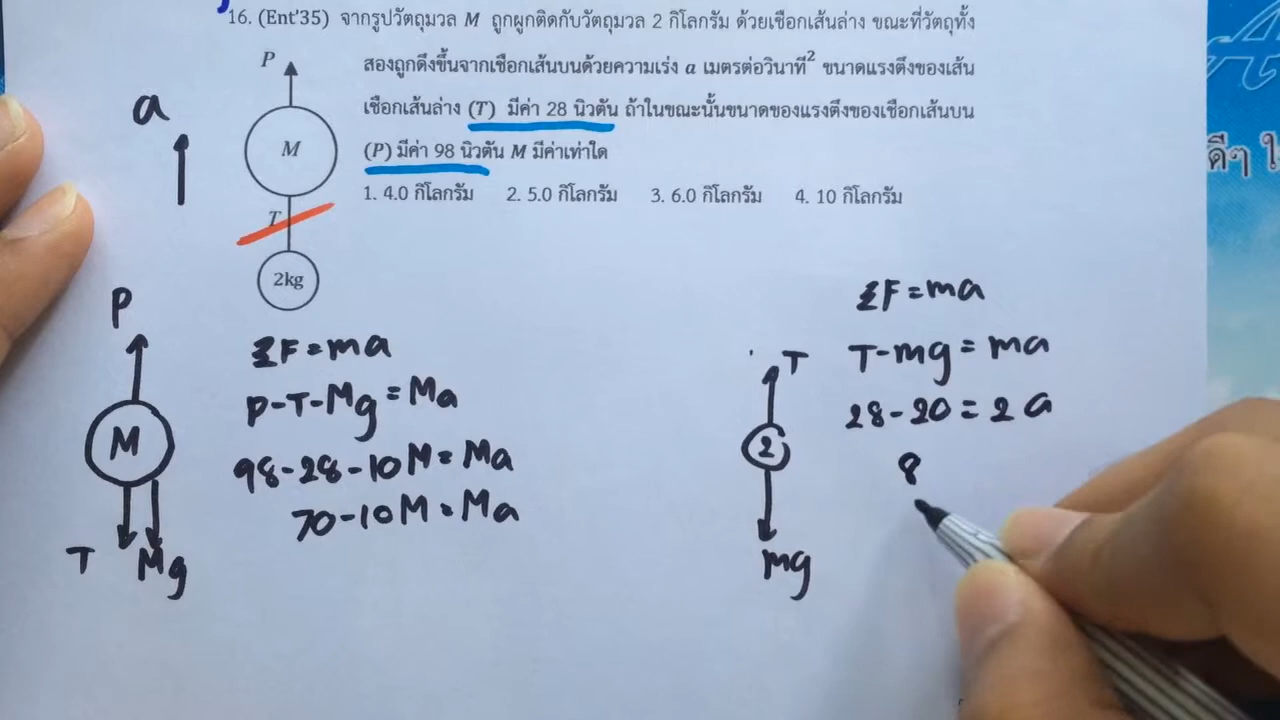 16. (Ent'35) จากรูปวัตถุมวล M ถูกผูกติดกับวัตถุมวล 2 กิโลกรัม ด้วยเชือกเส้นล่าง ขณะที่วัตถุทั้ง
สองถูกดึงขึ้นจากเชือกเส้นบนด้วยความเร่ง a เมตรต่อวินาที² ขนาดแรงตึงของเส้น
เชือกเส้นล่าง (T) มีค่า 28 นิวตัน ถ้าในขณะนั้นขนาดของแรงตึงของเชือกเส้นบน
(P) มีค่า 98 นิวตัน M มีค่าเท่าใด
1. 4.0 กิโลกรัม 2. 5.0 กิโลกรัม 3. 6.0 กิโลกรัม 4. 10 กิโลกรัม
P
M
T
2kg
a
P
M
T Mg
ΣF=ma
P-T-Mg=Ma
98-28-10M=Ma
70-10M=Ma
T
2
mg
ΣF=ma
T-mg=ma
28-20=2a
8
ดีๆ